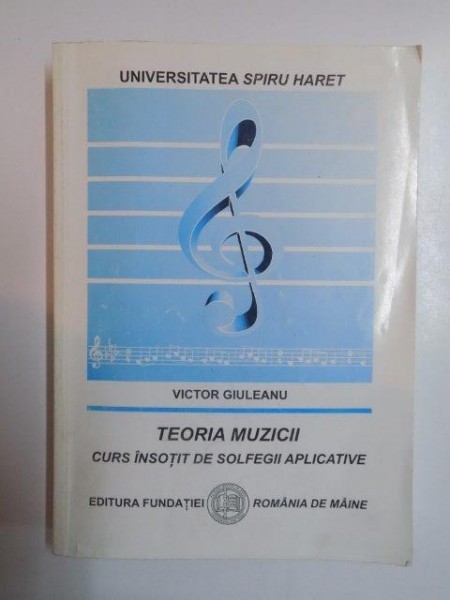 UNIVERSITATEA SPIRU HARET
VICTOR GIULEANU
TEORIA MUZICII
CURS ÎNSOȚIT DE SOLFEGII APLICATIVE
EDITURA FUNDAȚIEI ROMÂNIA DE MÂINE